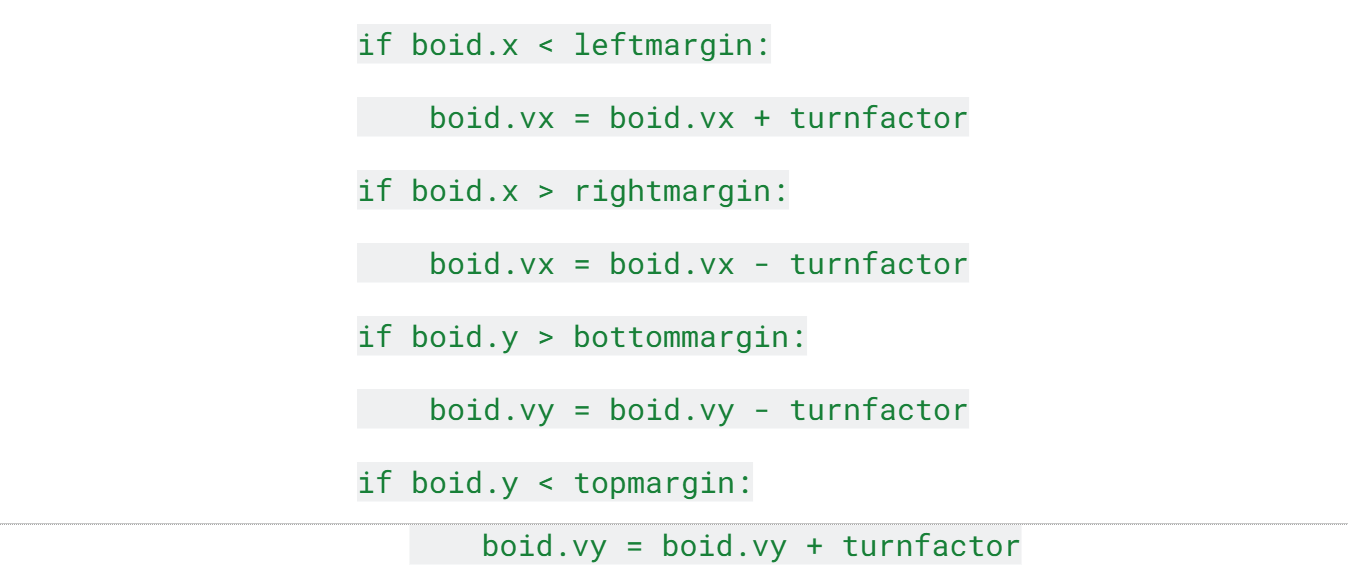 if boid.x < leftmargin:
    boid.vx = boid.vx + turnfactor
if boid.x > rightmargin:
    boid.vx = boid.vx - turnfactor
if boid.y > bottommargin:
    boid.vy = boid.vy - turnfactor
if boid.y < topmargin:
    boid.vy = boid.vy + turnfactor